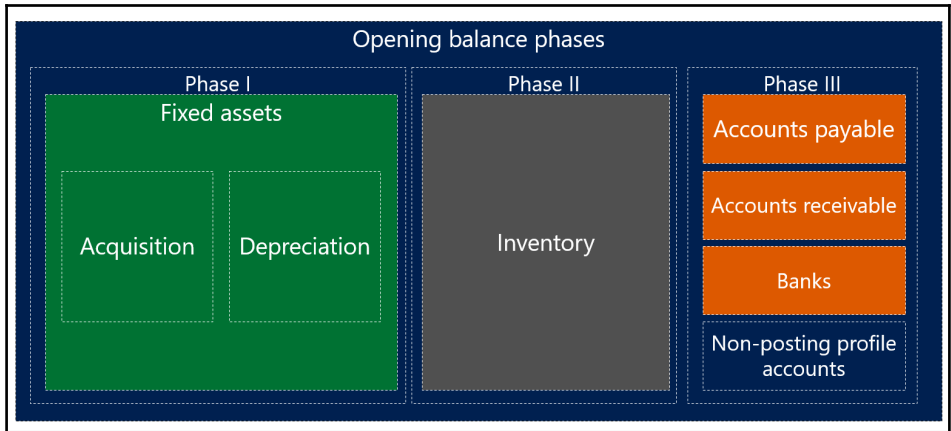 Opening balance phases
Phase I
Fixed assets
Acquisition
Depreciation
Phase II
Inventory
Phase III
Accounts payable
Accounts receivable
Banks
Non-posting profile
accounts